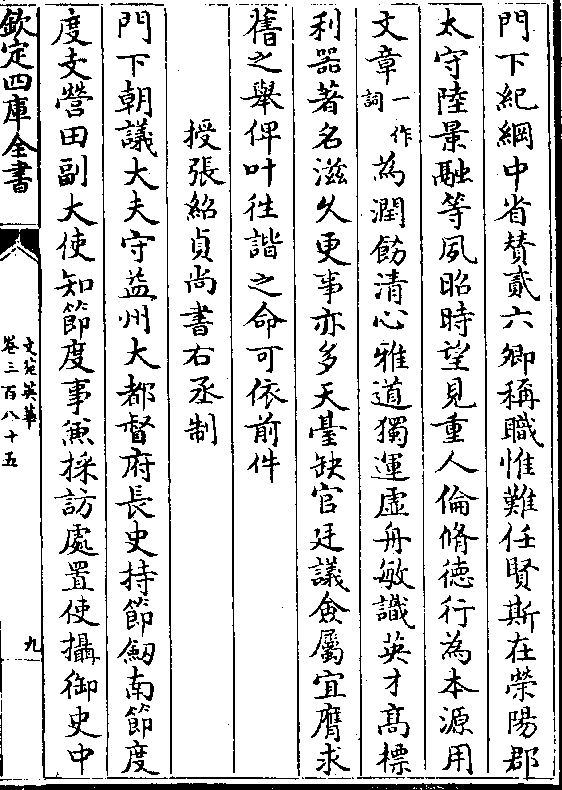 門下紀綱中省賛貳六卿稱職惟難任賢斯在滎陽郡
太守陸景融等夙昭時望見重人倫脩德行為本源用
文章一作詞為潤飭清心雅道獨運虛舟敏識英才髙標
利器著名滋久更事亦多天臺缺官廷議僉屬宜膺求
舊之舉俾叶往諧之命可依前件
授張紹貞尚書右丞制
門下朝議大夫守益州大都督府長史持節劒南節度
度支營田副大使知節度事兼採訪處置使攝御史中
欽定四庫全書
文苑英華
卷三百八十五
九